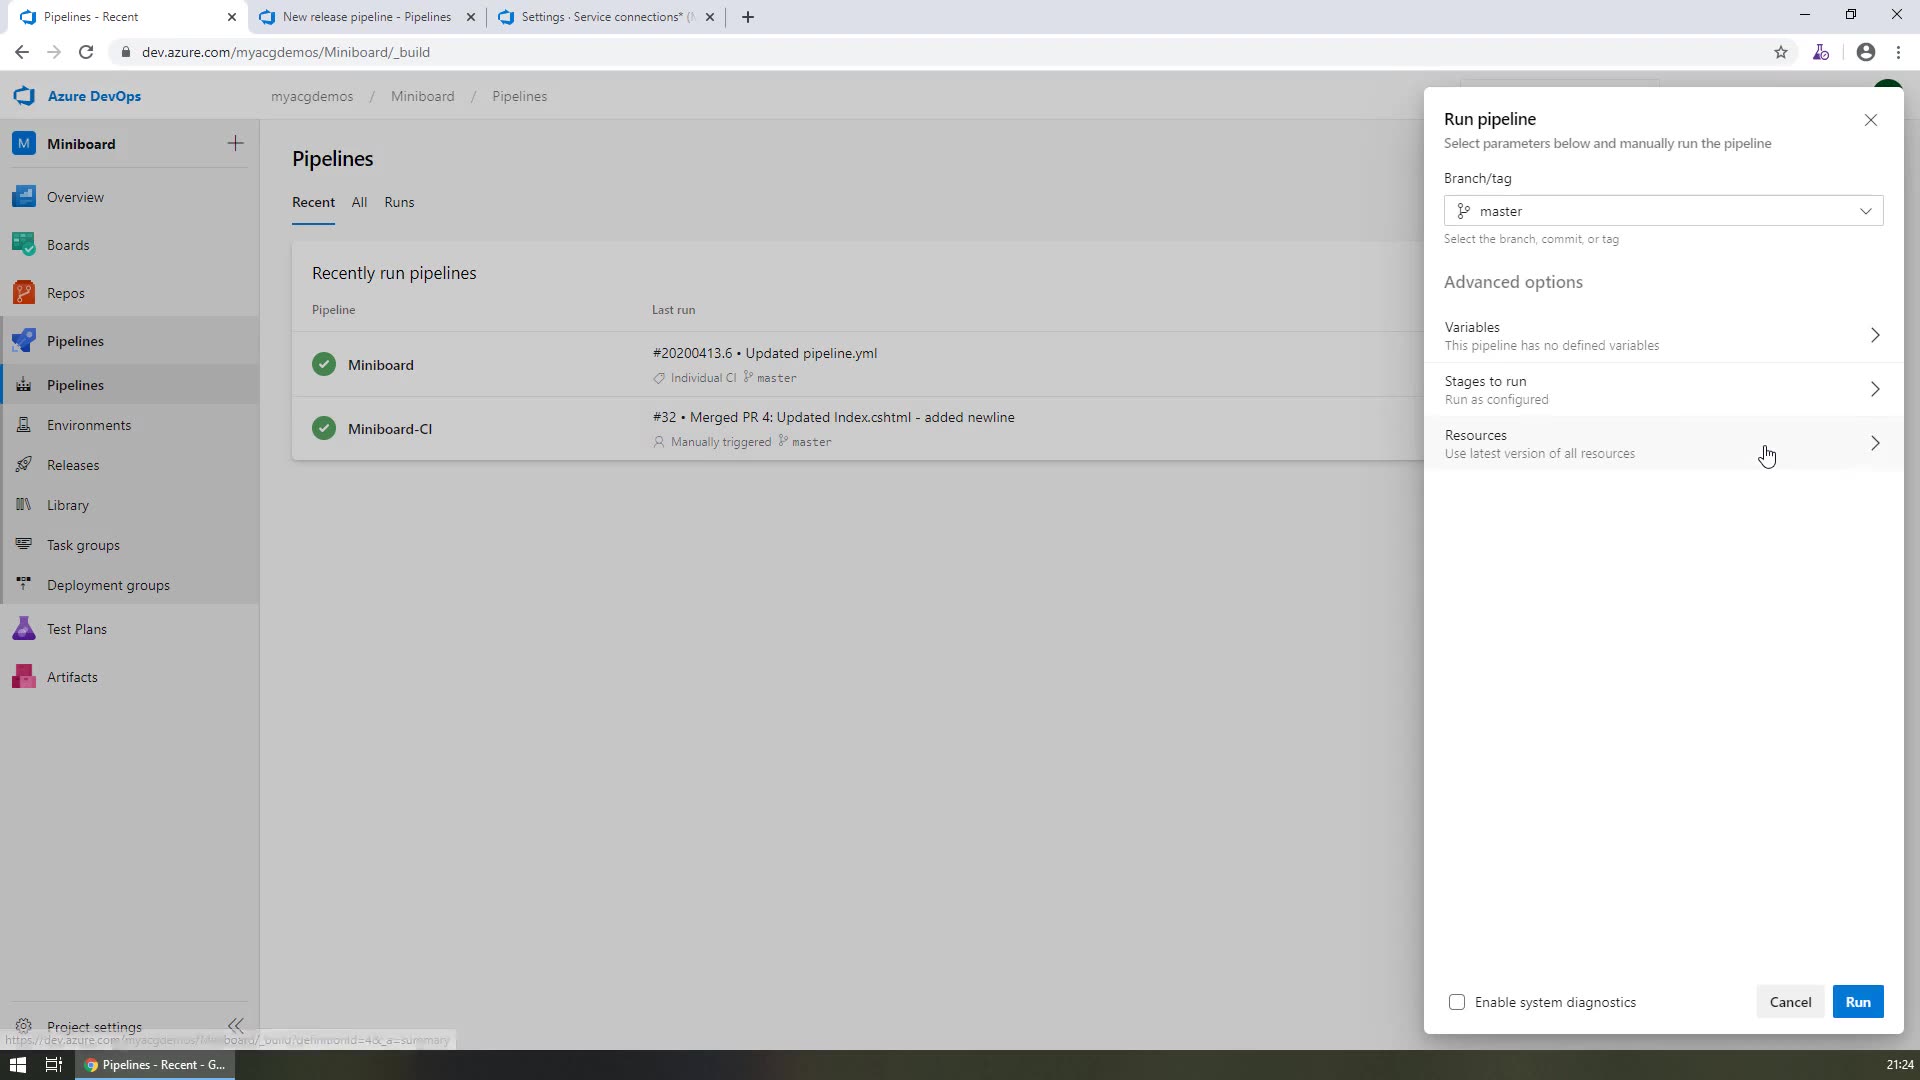 Pipelines - Recent
New release pipeline - Pipelines
Settings · Service connections* (
dev.azure.com/myacgdemos/Miniboard/_build
Azure DevOps
myacgdemos / Miniboard / Pipelines
M Miniboard
Overview
Boards
Repos
Pipelines
Pipelines
Environments
Releases
Library
Task groups
Deployment groups
Test Plans
Artifacts
Project settings
https://dev.azure.com/myacgdemos/Miniboard/_build?definitionId=4&_a=summary
Pipelines
Recent All Runs
Recently run pipelines
Pipeline Last run
Miniboard
#20200413.6 • Updated pipeline.yml
Individual CI master
Miniboard-CI
#32 • Merged PR 4: Updated Index.cshtml - added newline
Manually triggered master
Run pipeline
Select parameters below and manually run the pipeline
Branch/tag
master
Select the branch, commit, or tag
Advanced options
Variables
This pipeline has no defined variables
Stages to run
Run as configured
Resources
Use latest version of all resources
Enable system diagnostics
Cancel
Run
Pipelines - Recent - G...
21:24